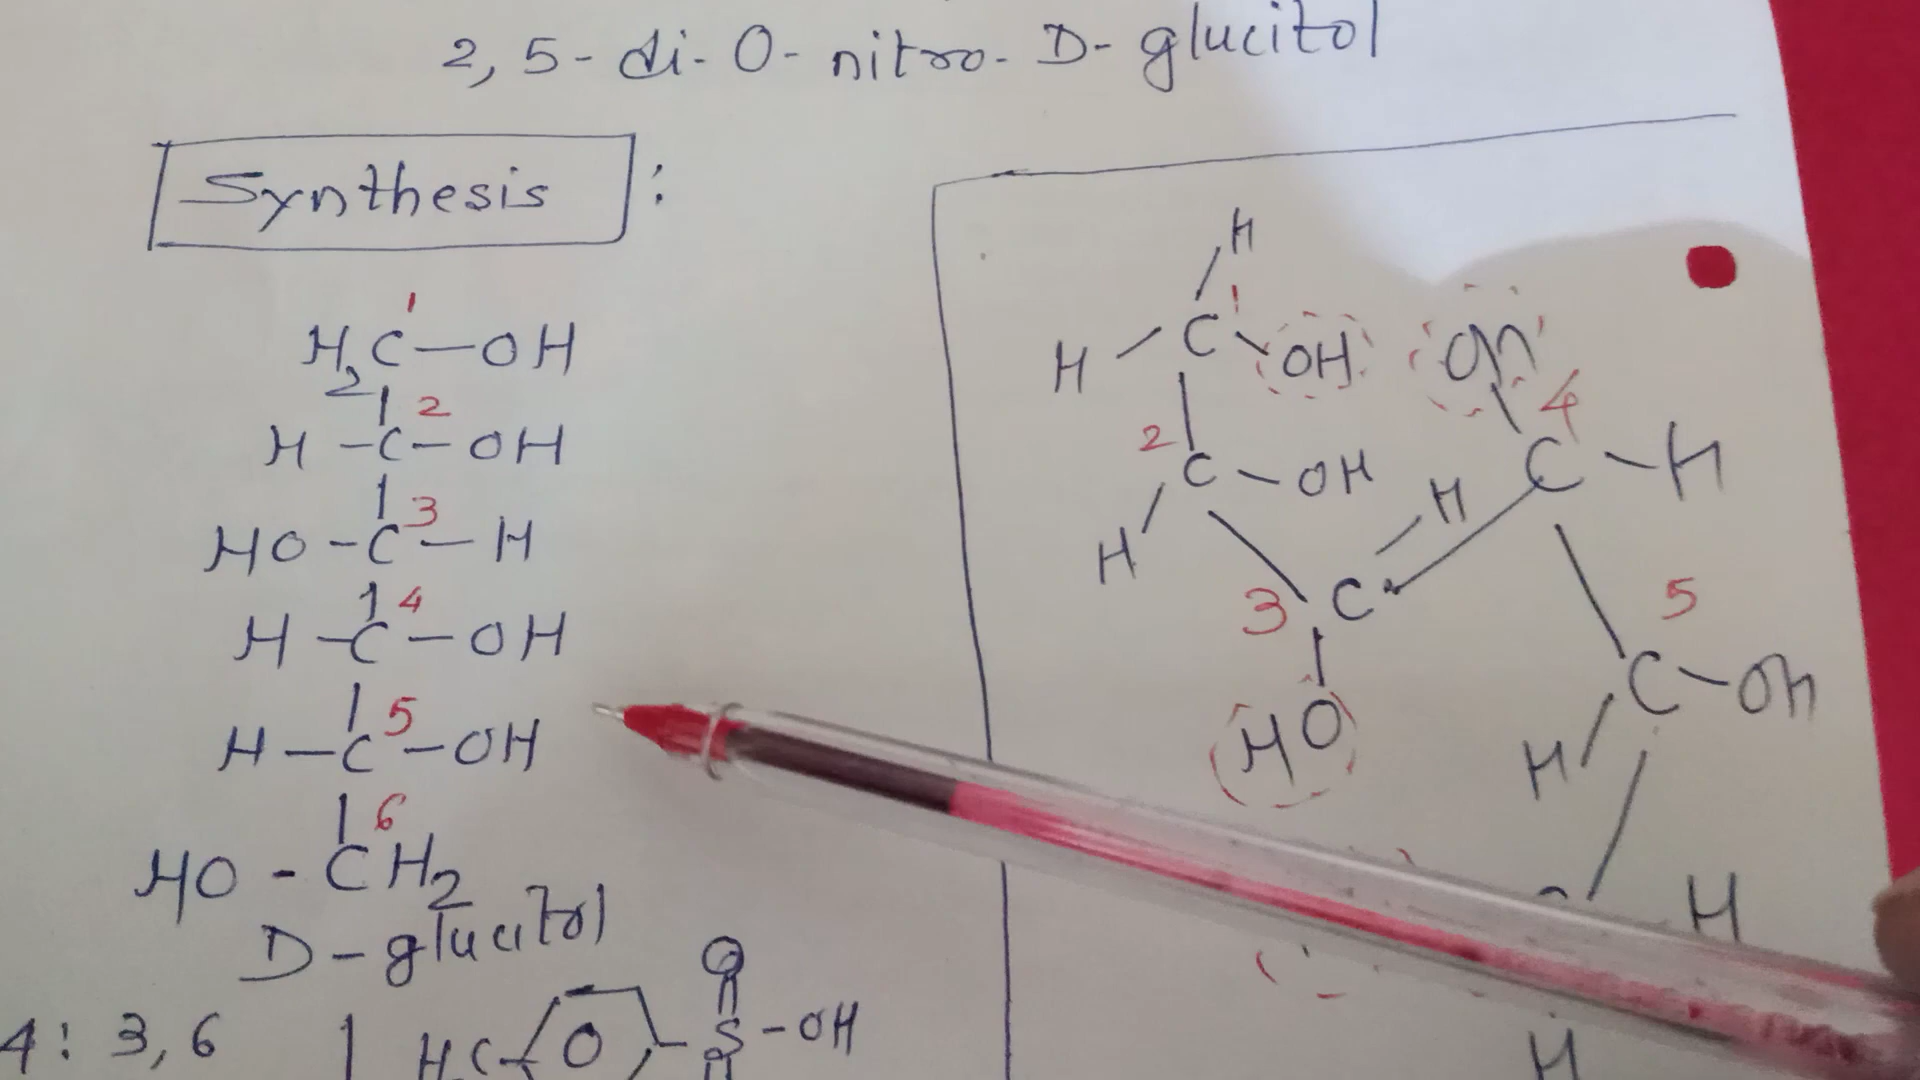 2, 5- di- O- nitro- D- glucitol
Synthesis :
1
H2C-OH
2
H-C-OH
3
HO-C-H
4
H-C-OH
5
H-C-OH
6
HO-CH2
D-glucitol
4: 3, 6
O
S-OH
H
1
H-C-OH
OH
4
2
C-OH
H
C-H
H
3
C
HO
5
C-OH
H
H
H